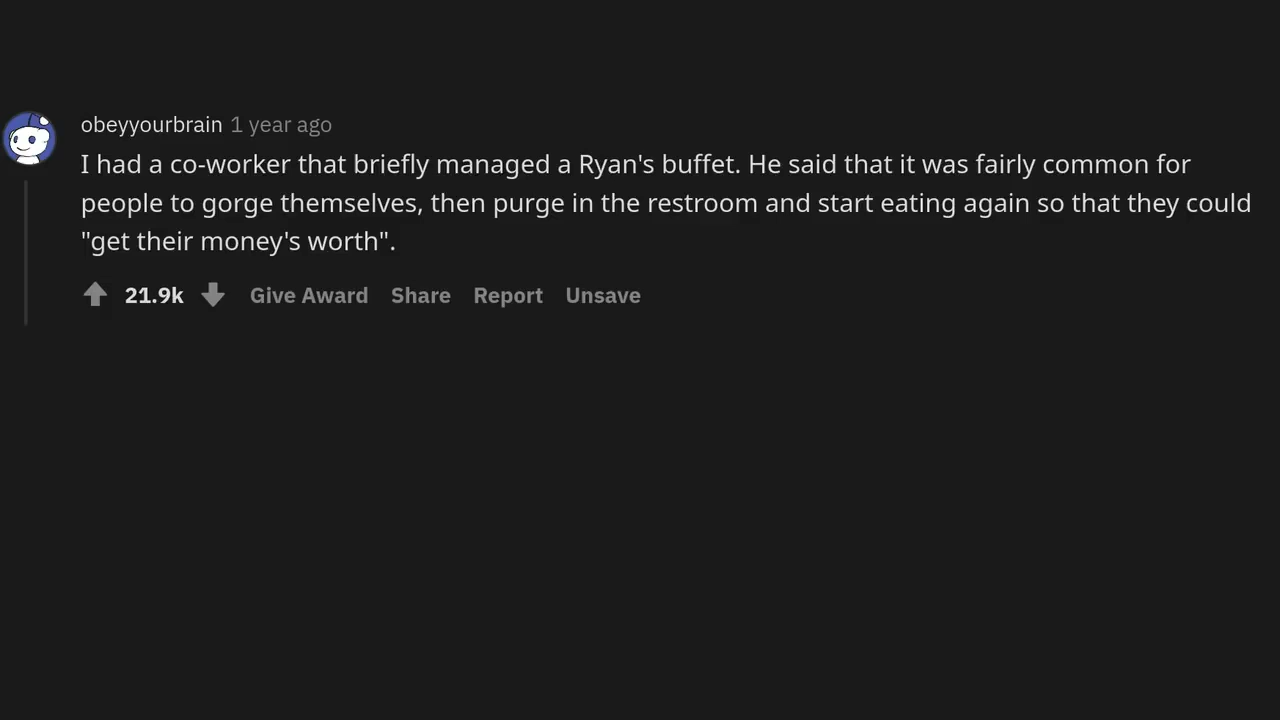 obeyyourbrain 1 year ago
I had a co-worker that briefly managed a Ryan's buffet. He said that it was fairly common for
people to gorge themselves, then purge in the restroom and start eating again so that they could
"get their money's worth".
21.9k Give Award Share Report Unsave